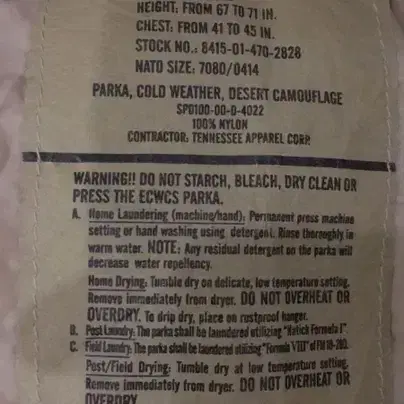 HEIGHT: FROM 67 TO 71 IN.
CHEST: FROM 41 TO 45 IN.
STOCK NO.: 8415-01-470-2828
NATO SIZE: 7080/0414
PARKA, COLD WEATHER, DESERT CAMOUFLAGE
SPO100-00-D-4022
100% NYLON
CONTRACTOR: TENNESSEE APPAREL CORP.
WARNING!! DO NOT STARCH, BLEACH, DRY CLEAN OR
PRESS THE ECWCS PARKA.
A. Home Laundering (machine/hand): Permanent press machine
setting or hand washing using detergent. Rinse thoroughly in
warm water. NOTE: Any residual detergent on the parka will
decrease water repellency.
Home Drying: Tumble dry on delicate, low temperature setting.
Remove immediately from dryer. DO NOT OVERHEAT OR
OVERDRY. To drip dry, place on rustproof hanger.
B. Post Laundry: The parka shall be laundered utilizing "Natick Formula I".
C. Field Laundry: The parka shall be laundered utilizing "Formula VIII" of FM 10-280.
Post/Field Drying: Tumble dry at low temperature setting.
Remove immediately from dryer. DO NOT OVERHEAT OR
OVERDRY.